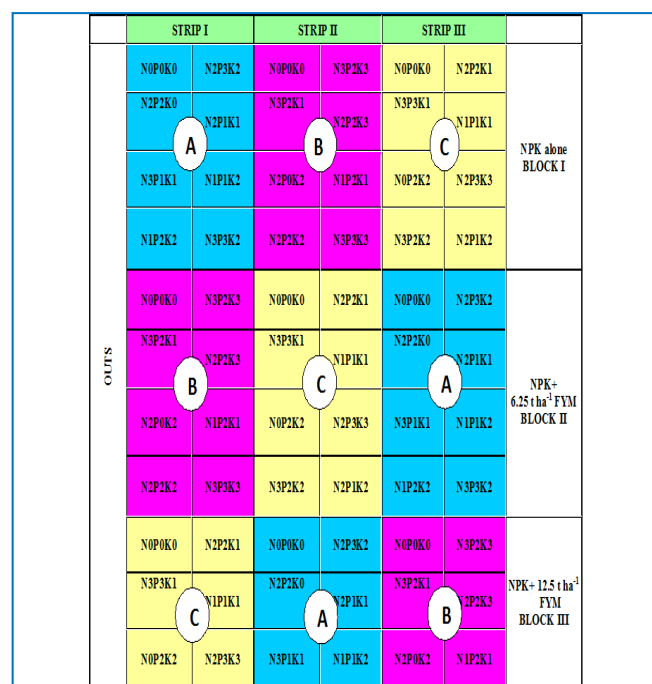 STRIP I STRIP II STRIP III
N0P0K0 N2P3K2 N0P0K0 N3P2K3 N0P0K0 N2P2K1
N2P2K0 N2P1K1 N3P2K1 N2P2K3 N3P3K1 N1P1K1
A B C
NPK alone
BLOCK I
N3P1K1 N1P1K2 N2P0K2 N1P2K1 N0P2K2 N2P3K3
N1P2K2 N3P3K2 N2P2K2 N3P3K3 N3P2K2 N2P1K2
OUTS
N0P0K0 N3P2K3 N0P0K0 N2P2K1 N0P0K0 N2P3K2
N3P2K1 N2P2K3 N3P3K1 N1P1K1 N2P2K0 N2P1K1
B C A
NPK+
6.25 t ha-1 FYM
BLOCK II
N2P0K2 N1P2K1 N0P2K2 N2P3K3 N3P1K1 N1P1K2
N2P2K2 N3P3K3 N3P2K2 N2P1K2 N1P2K2 N3P3K2
N0P0K0 N2P2K1 N0P0K0 N2P3K2 N0P0K0 N3P2K3
N3P3K1 N1P1K1 N2P2K0 N2P1K1 N3P2K1 N2P2K3
C A B
NPK+ 12.5 t ha-1
FYM
BLOCK III
N0P2K2 N2P3K3 N3P1K1 N1P1K2 N2P0K2 N1P2K1